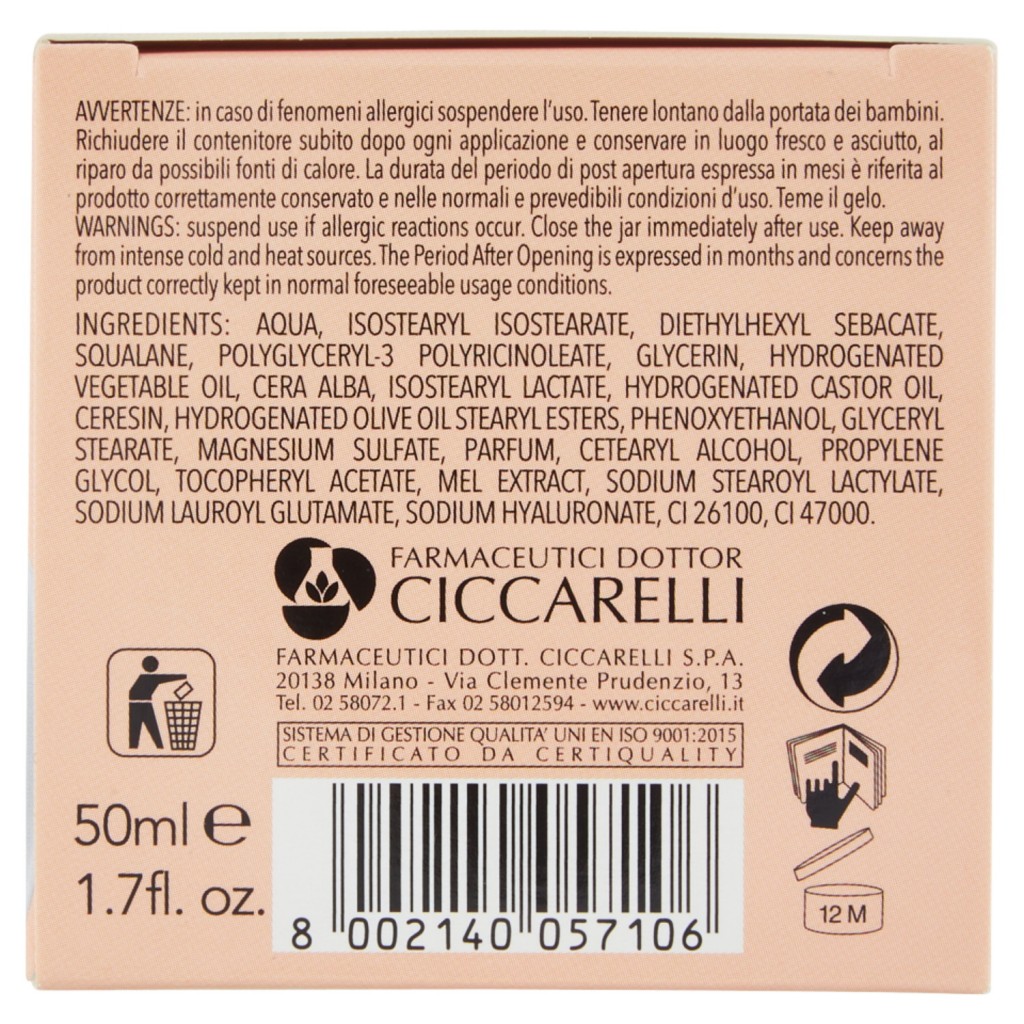 AVVERTENZE: in caso di fenomeni allergici sospendere l'uso. Tenere lontano dalla portata dei bambini.
Richiudere il contenitore subito dopo ogni applicazione e conservare in luogo fresco e asciutto, al
riparo da possibili fonti di calore. La durata del periodo di post apertura espressa in mesi è riferita al
prodotto correttamente conservato e nelle normali e prevedibili condizioni d'uso. Teme il gelo.
WARNINGS: suspend use if allergic reactions occur. Close the jar immediately after use. Keep away
from intense cold and heat sources. The Period After Opening is expressed in months and concerns the
product correctly kept in normal foreseeable usage conditions.
INGREDIENTS: AQUA, ISOSTEARYL ISOSTEARATE, DIETHYLHEXYL SEBACATE,
SQUALANE, POLYGLYCERYL-3 POLYRICINOLEATE, GLYCERIN, HYDROGENATED
VEGETABLE OIL, CERA ALBA, ISOSTEARYL LACTATE, HYDROGENATED CASTOR OIL,
CERESIN, HYDROGENATED OLIVE OIL STEARYL ESTERS, PHENOXYETHANOL, GLYCERYL
STEARATE, MAGNESIUM SULFATE, PARFUM, CETEARYL ALCOHOL, PROPYLENE
GLYCOL, TOCOPHERYL ACETATE, MEL EXTRACT, SODIUM STEAROYL LACTYLATE,
SODIUM LAUROYL GLUTAMATE, SODIUM HYALURONATE, CI 26100, CI 47000.
FARMACEUTICI DOTTOR
CICCARELLI
FARMACEUTICI DOTT. CICCARELLI S.P.A.
20138 Milano - Via Clemente Prudenzio, 13
Tel. 02 58072.1 - Fax 02 58012594 - www.ciccarelli.it
SISTEMA DI GESTIONE QUALITA' UNI EN ISO 9001:2015
CERTIFICATO DA CERTIQUALITY
50ml e
1.7fl. oz.
8 002140 057106
12 M